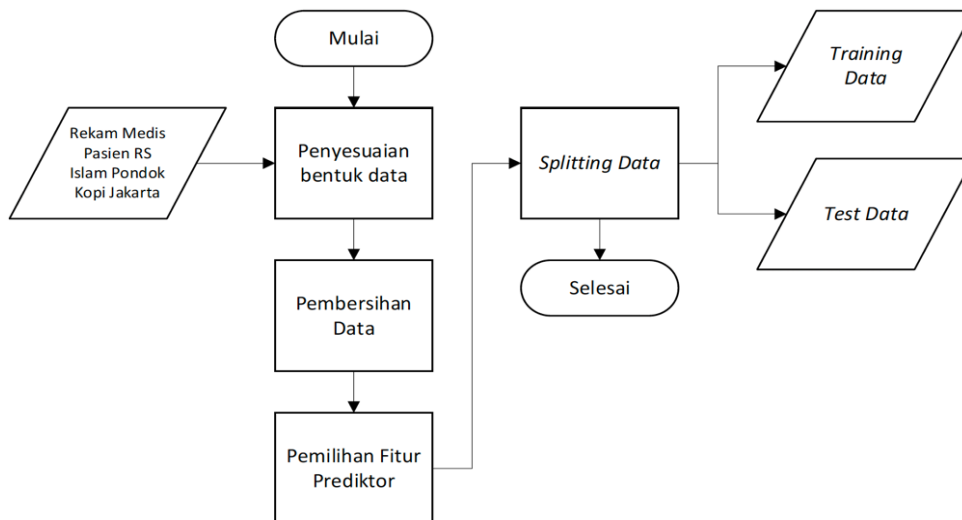 Mulai
Rekam Medis
Pasien RS
Islam Pondok
Kopi Jakarta
Penyesuaian
bentuk data
Pembersihan
Data
Pemilihan Fitur
Prediktor
Splitting Data
Selesai
Training
Data
Test Data